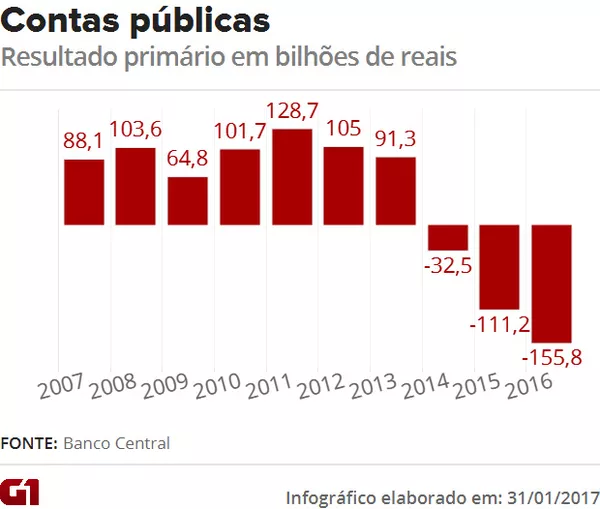 Contas públicas
Resultado primário em bilhões de reais
88,1 103,6 64,8 101,7 128,7 105 91,3 -32,5 -111,2 -155,8
2007 2008 2009 2010 2011 2012 2013 2014 2015 2016
FONTE: Banco Central
G1 Infográfico elaborado em: 31/01/2017